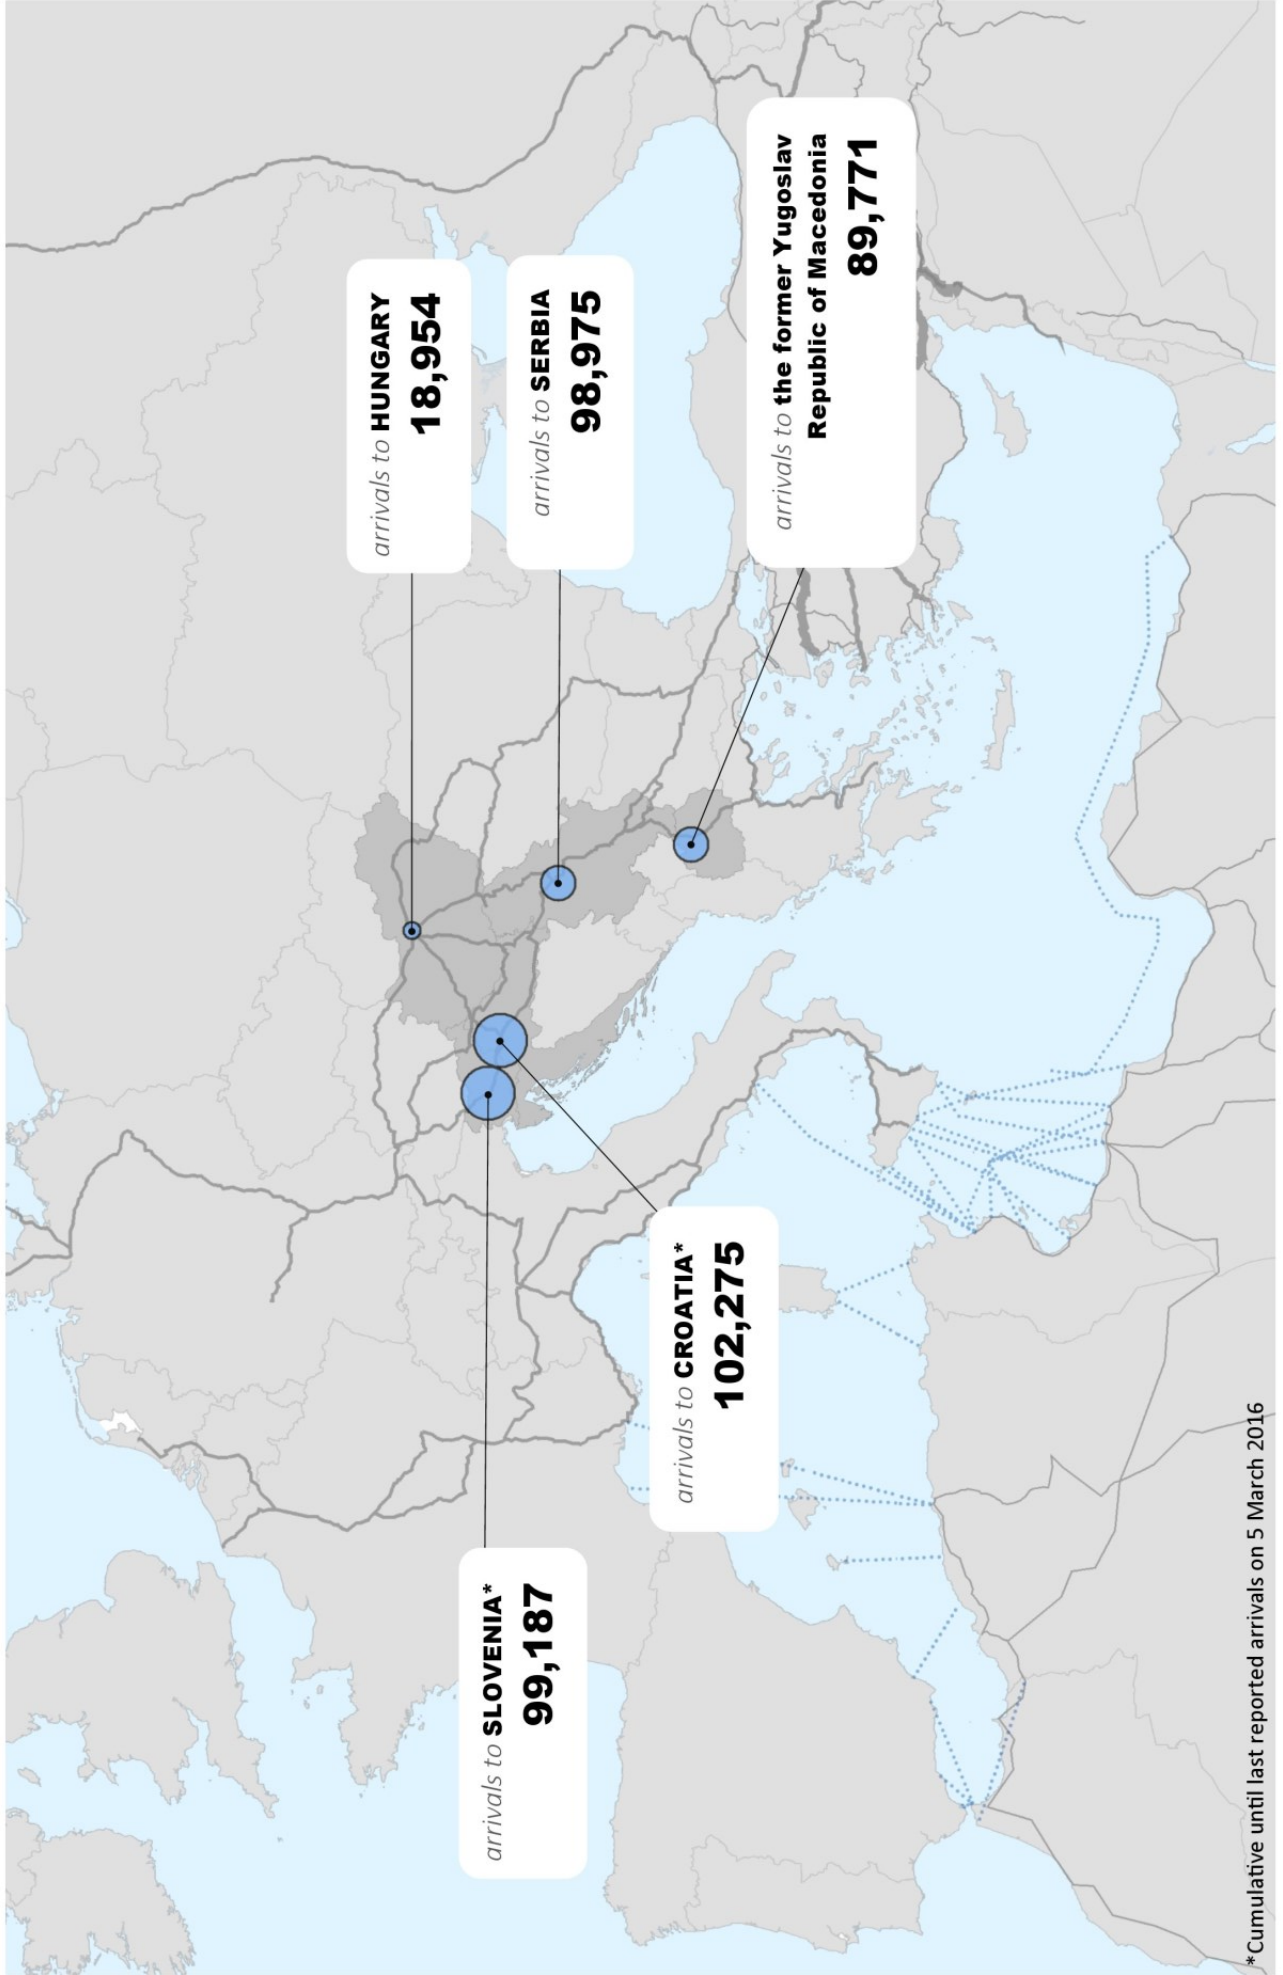 arrivals to HUNGARY
18,954
arrivals to SERBIA
98,975
arrivals to the former Yugoslav
Republic of Macedonia
89,771
arrivals to SLOVENIA*
99,187
arrivals to CROATIA*
102,275
*Cumulative until last reported arrivals on 5 March 2016